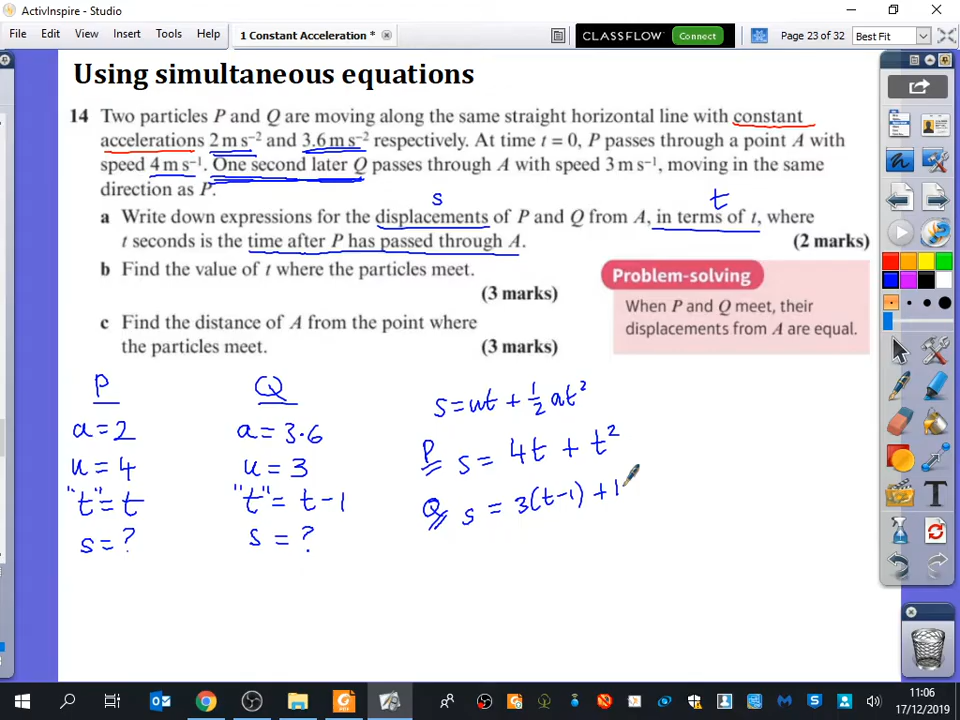 ActivInspire - Studio
File Edit View Insert Tools Help
1 Constant Acceleration *
CLASSFLOW Connect
Page 23 of 32
Best Fit
Using simultaneous equations
14 Two particles P and Q are moving along the same straight horizontal line with constant
accelerations 2 m s⁻² and 3.6 m s⁻² respectively. At time t = 0, P passes through a point A with
speed 4 m s⁻¹. One second later Q passes through A with speed 3 m s⁻¹, moving in the same
direction as P.
s
t
a Write down expressions for the displacements of P and Q from A, in terms of t, where
t seconds is the time after P has passed through A.
(2 marks)
b Find the value of t where the particles meet.
(3 marks)
c Find the distance of A from the point where
the particles meet.
(3 marks)
Problem-solving
When P and Q meet, their
displacements from A are equal.
P
a = 2
u = 4
"t" = t
s = ?
Q
a = 3.6
u = 3
"t" = t - 1
s = ?
s = ut + 1/2 at²
P s = 4t + t²
Q s = 3(t-1) + 1
11:06
17/12/2019